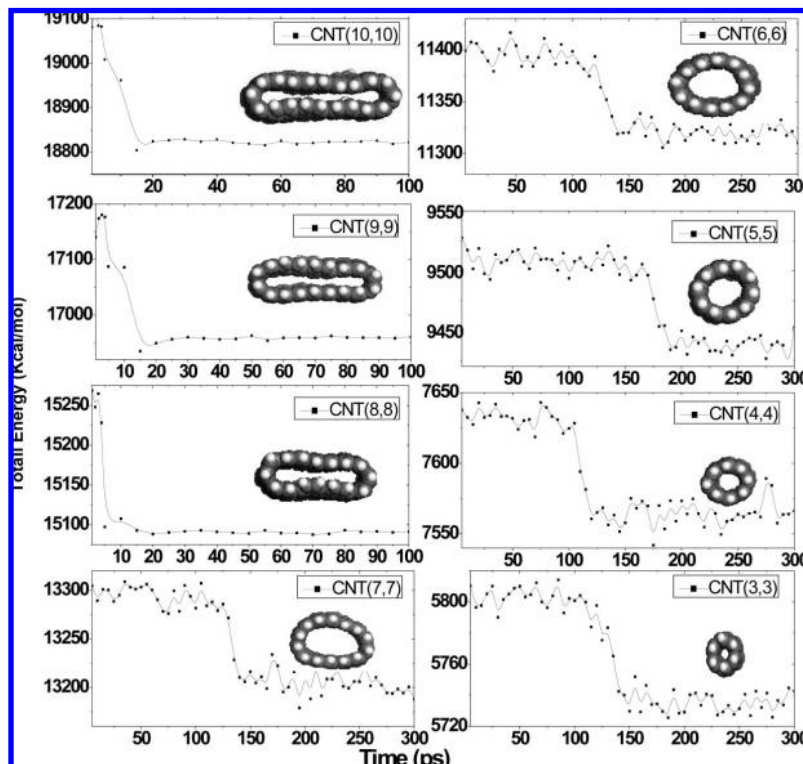 Totall Energy (Kcal/mol)
CNT(10,10)
19100
19000
18900
18800
20 40 60 80 100
CNT(9,9)
17200
17100
17000
10 20 30 40 50 60 70 80 90 100
CNT(8,8)
15250
15200
15150
15100
10 20 30 40 50 60 70 80 90 100
CNT(7,7)
13300
13250
13200
50 100 150 200 250 300
CNT(6,6)
11400
11350
11300
50 100 150 200 250 300
CNT(5,5)
9550
9500
9450
50 100 150 200 250 300
CNT(4,4)
7650
7600
7550
50 100 150 200 250 300
CNT(3,3)
5800
5760
5720
50 100 150 200 250 300
Time (ps)